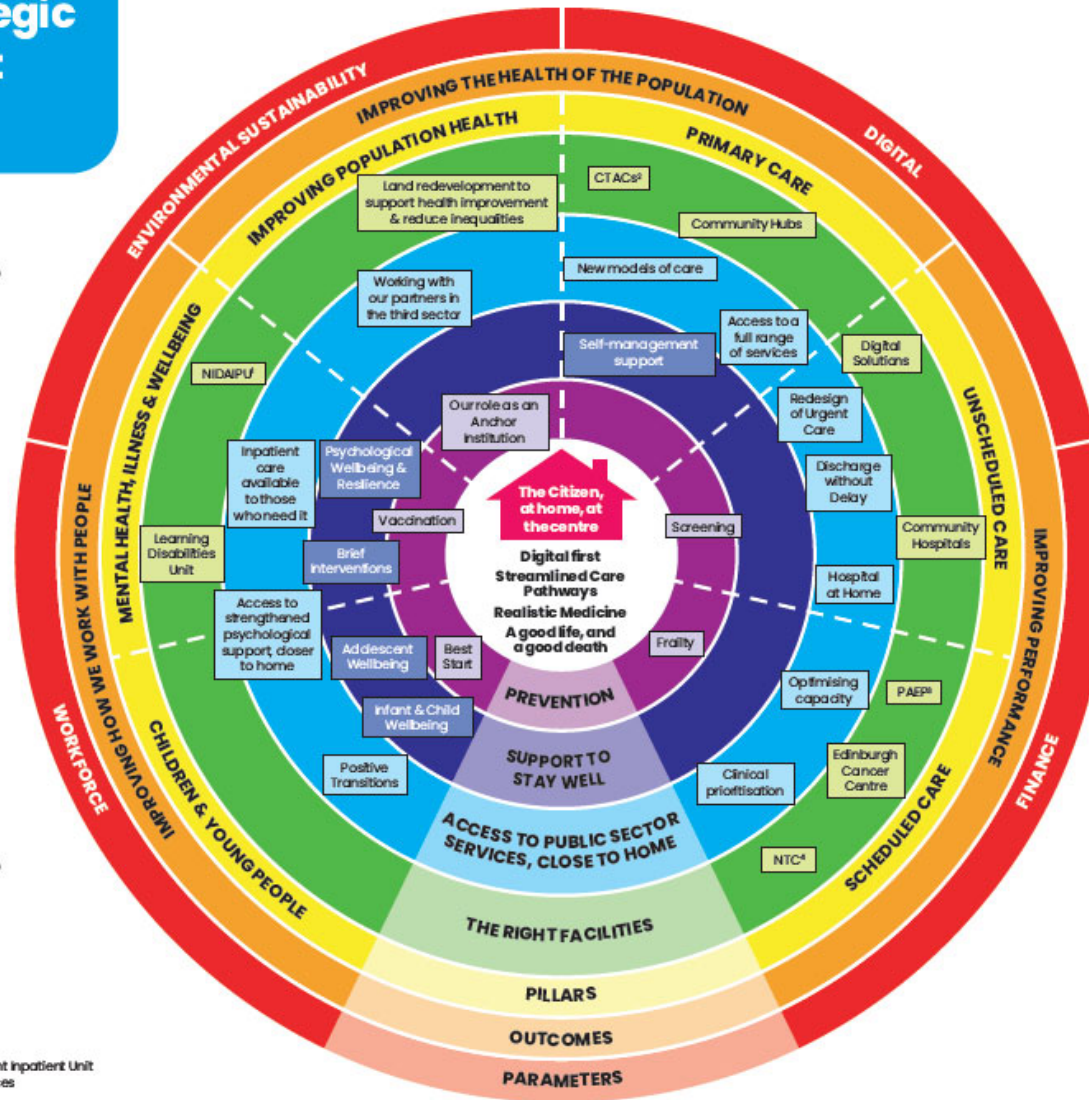 egic
ENVIRONMENTAL SUSTAINABILITY
DIGITAL
WORKFORCE
FINANCE
IMPROVING THE HEALTH OF THE POPULATION
IMPROVING HOW WE WORK WITH PEOPLE
IMPROVING PERFORMANCE
IMPROVING POPULATION HEALTH
PRIMARY CARE
MENTAL HEALTH, ILLNESS & WELLBEING
UNSCHEDULED CARE
CHILDREN & YOUNG PEOPLE
SCHEDULED CARE
Land redevelopment to
support health improvement
& reduce inequalities
CTACs²
Community Hubs
Working with
our partners in
the third sector
New models of care
Self-management
support
Access to a
full range
of services
Digital
Solutions
NIDAIPU¹
Our role as an
Anchor
Institution
Redesign
of Urgent
Care
Inpatient
care
available
to those
who need it
Psychological
Wellbeing &
Resilience
Discharge
without
Delay
The Citizen,
at home, at
the centre
Vaccination
Screening
Community
Hospitals
Learning
Disabilities
Unit
Brief
Interventions
Digital first
Streamlined Care
Pathways
Realistic Medicine
A good life, and
a good death
Hospital
at Home
Access to
strengthened
psychological
support, closer
to home
Adolescent
Wellbeing
Best
Start
Frailty
Optimising
capacity
PAEP³
Infant & Child
Wellbeing
Positive
Transitions
Clinical
prioritisation
Edinburgh
Cancer
Centre
NTC⁴
PREVENTION
SUPPORT TO
STAY WELL
ACCESS TO PUBLIC SECTOR
SERVICES, CLOSE TO HOME
THE RIGHT FACILITIES
PILLARS
OUTCOMES
PARAMETERS
nt Inpatient Unit
ces